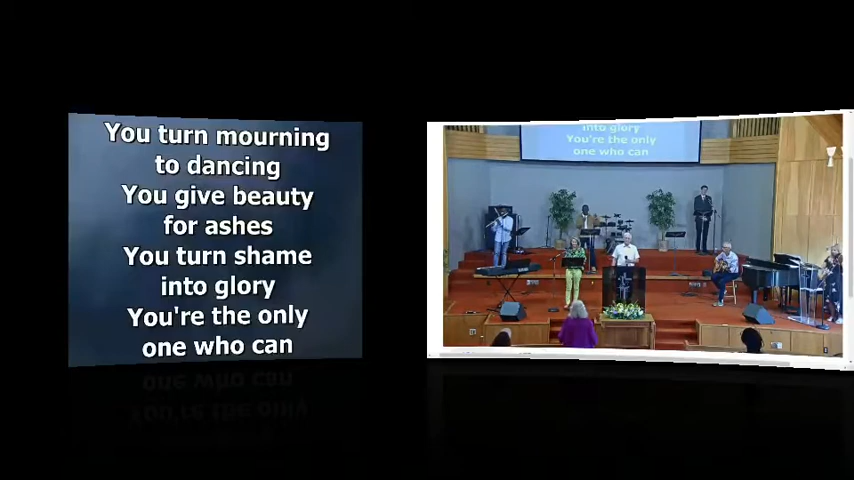 You turn mourning
to dancing
You give beauty
for ashes
You turn shame
into glory
You're the only
one who can
into glory
You're the only
one who can